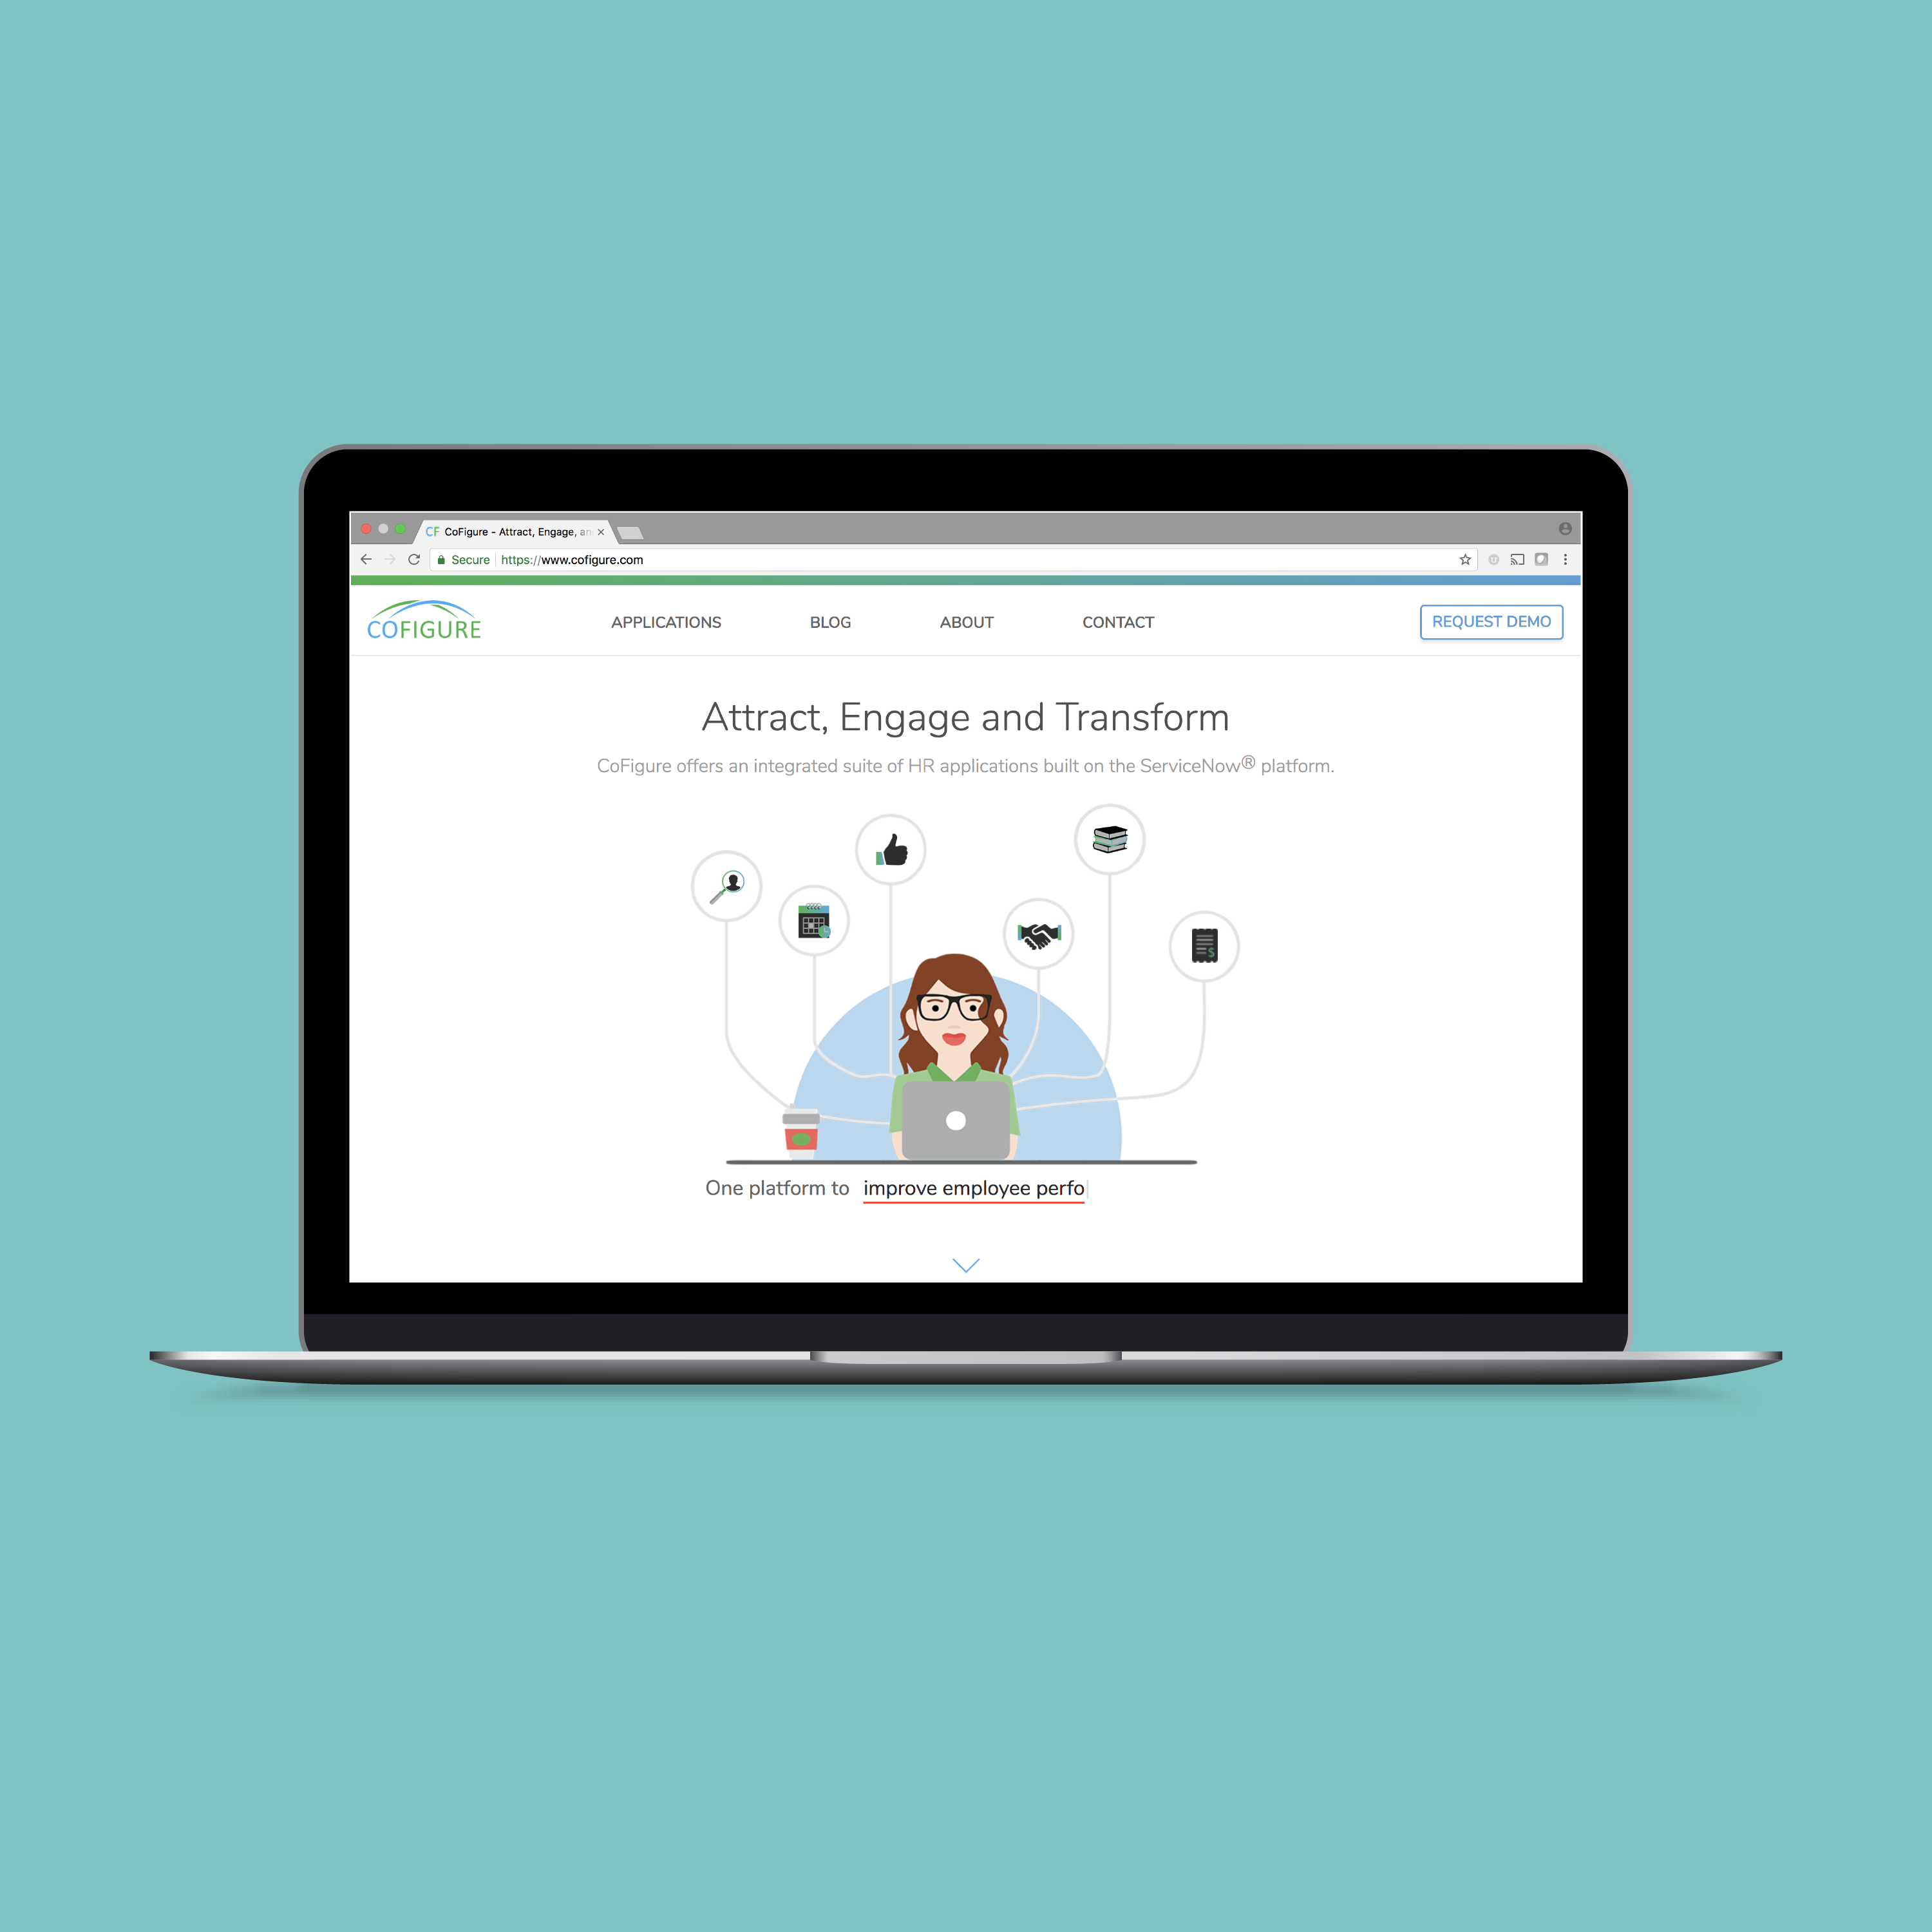 CF CoFigure - Attract, Engage, an
Secure https://www.cofigure.com
COFIGURE
APPLICATIONS BLOG ABOUT CONTACT REQUEST DEMO
Attract, Engage and Transform
CoFigure offers an integrated suite of HR applications built on the ServiceNow® platform.
$
One platform to improve employee perfo